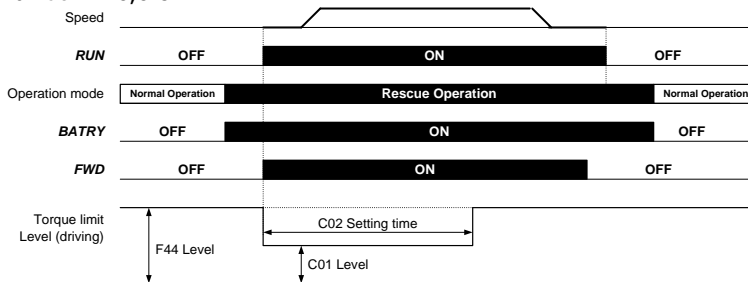 Speed
RUN OFF ON OFF
Operation mode Normal Operation Rescue Operation Normal Operation
BATRY OFF ON OFF
FWD OFF ON OFF
Torque limit
Level (driving)
C02 Setting time
F44 Level
C01 Level